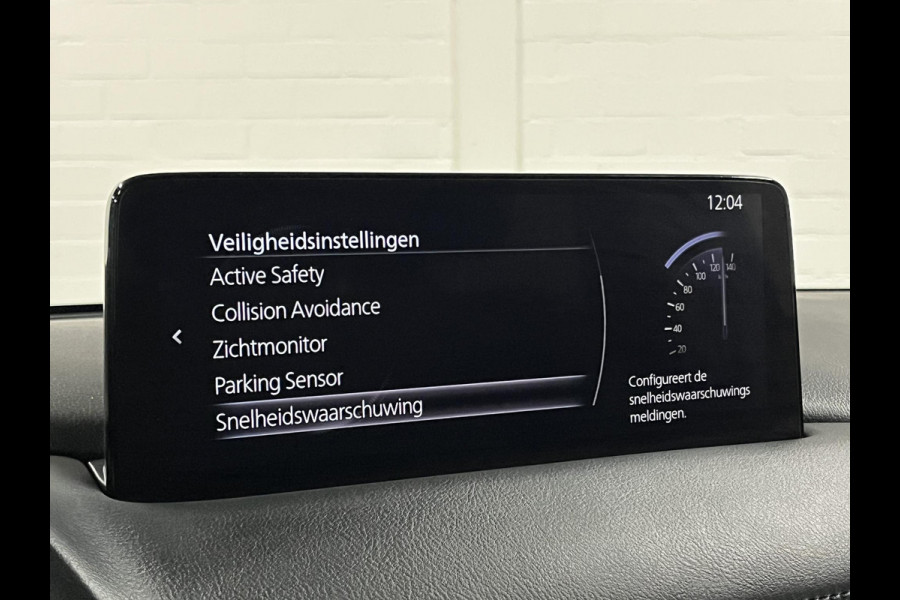 12:04
Veiligheidsinstellingen
Active Safety
Collision Avoidance
Zichtmonitor
Parking Sensor
Snelheidswaarschuwing
140
120
100
80
60
40
20
Configureert de
snelheidswaarschuwings
meldingen.